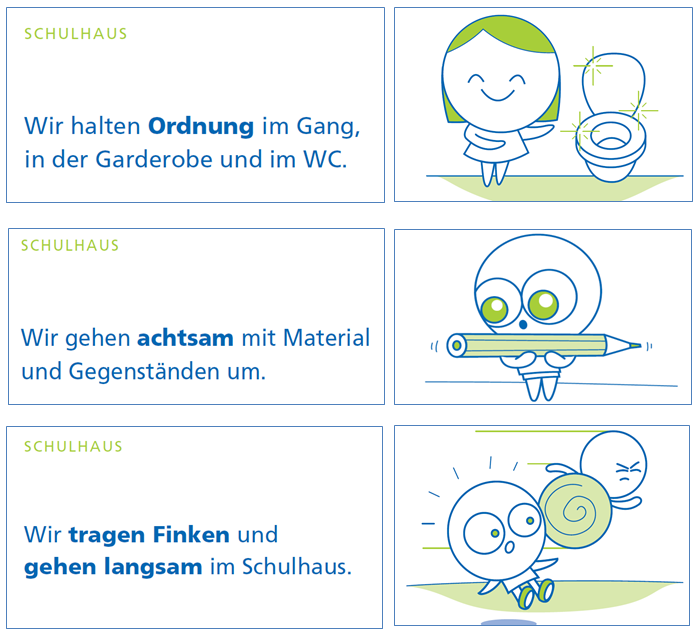 SCHULHAUS
Wir halten Ordnung im Gang,
in der Garderobe und im WC.
SCHULHAUS
Wir gehen achtsam mit Material
und Gegenständen um.
SCHULHAUS
Wir tragen Finken und
gehen langsam im Schulhaus.